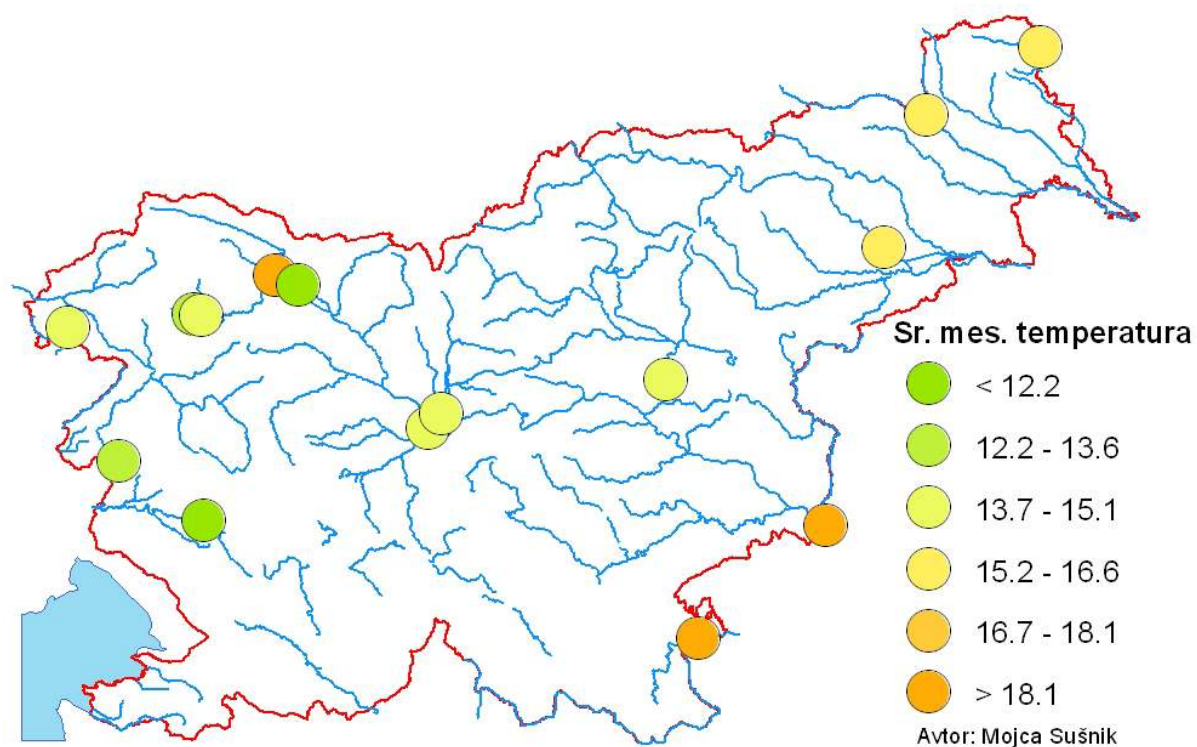 Sr. mes. temperatura
< 12.2
12.2 - 13.6
13.7 - 15.1
15.2 - 16.6
16.7 - 18.1
> 18.1
Avtor: Mojca Sušnik